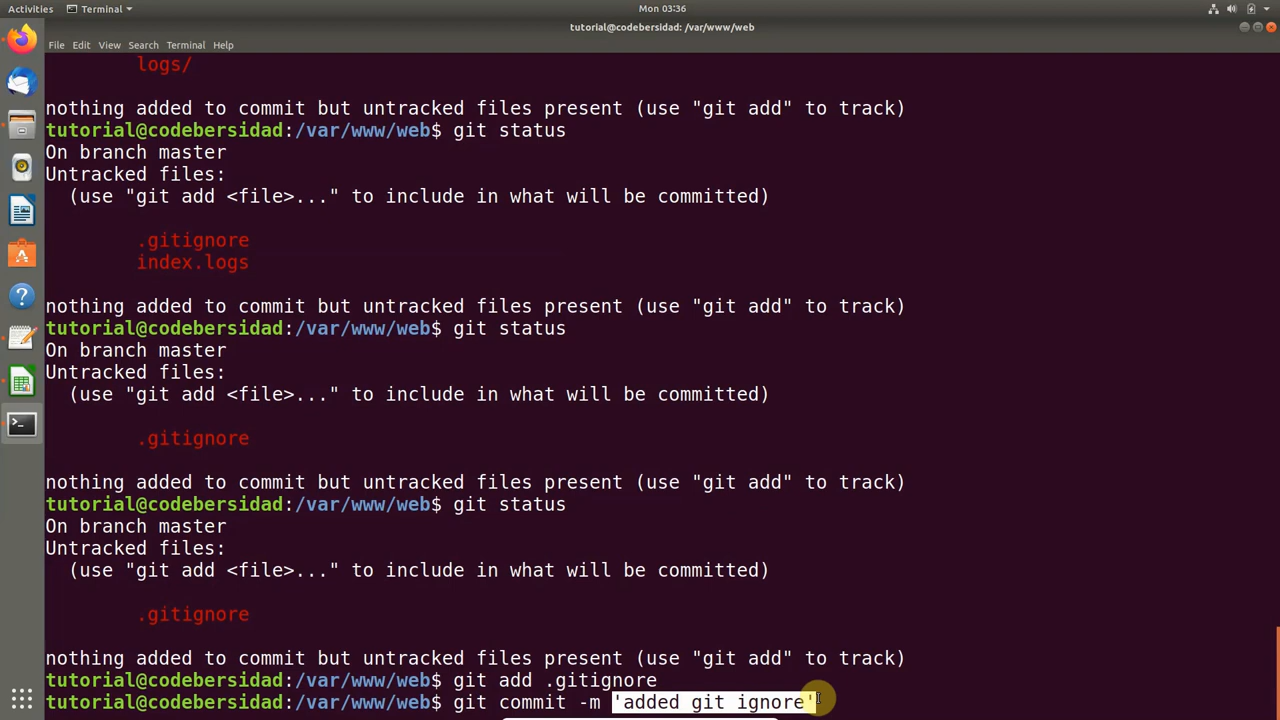 Activities
Terminal
Mon 03:36
tutorial@codebersidad: /var/www/web
File Edit View Search Terminal Help
logs/
nothing added to commit but untracked files present (use "git add" to track)
tutorial@codebersidad:/var/www/web$ git status
On branch master
Untracked files:
(use "git add <file>..." to include in what will be committed)
.gitignore
index.logs
nothing added to commit but untracked files present (use "git add" to track)
tutorial@codebersidad:/var/www/web$ git status
On branch master
Untracked files:
(use "git add <file>..." to include in what will be committed)
.gitignore
nothing added to commit but untracked files present (use "git add" to track)
tutorial@codebersidad:/var/www/web$ git status
On branch master
Untracked files:
(use "git add <file>..." to include in what will be committed)
.gitignore
nothing added to commit but untracked files present (use "git add" to track)
tutorial@codebersidad:/var/www/web$ git add .gitignore
tutorial@codebersidad:/var/www/web$ git commit -m 'added git ignore'